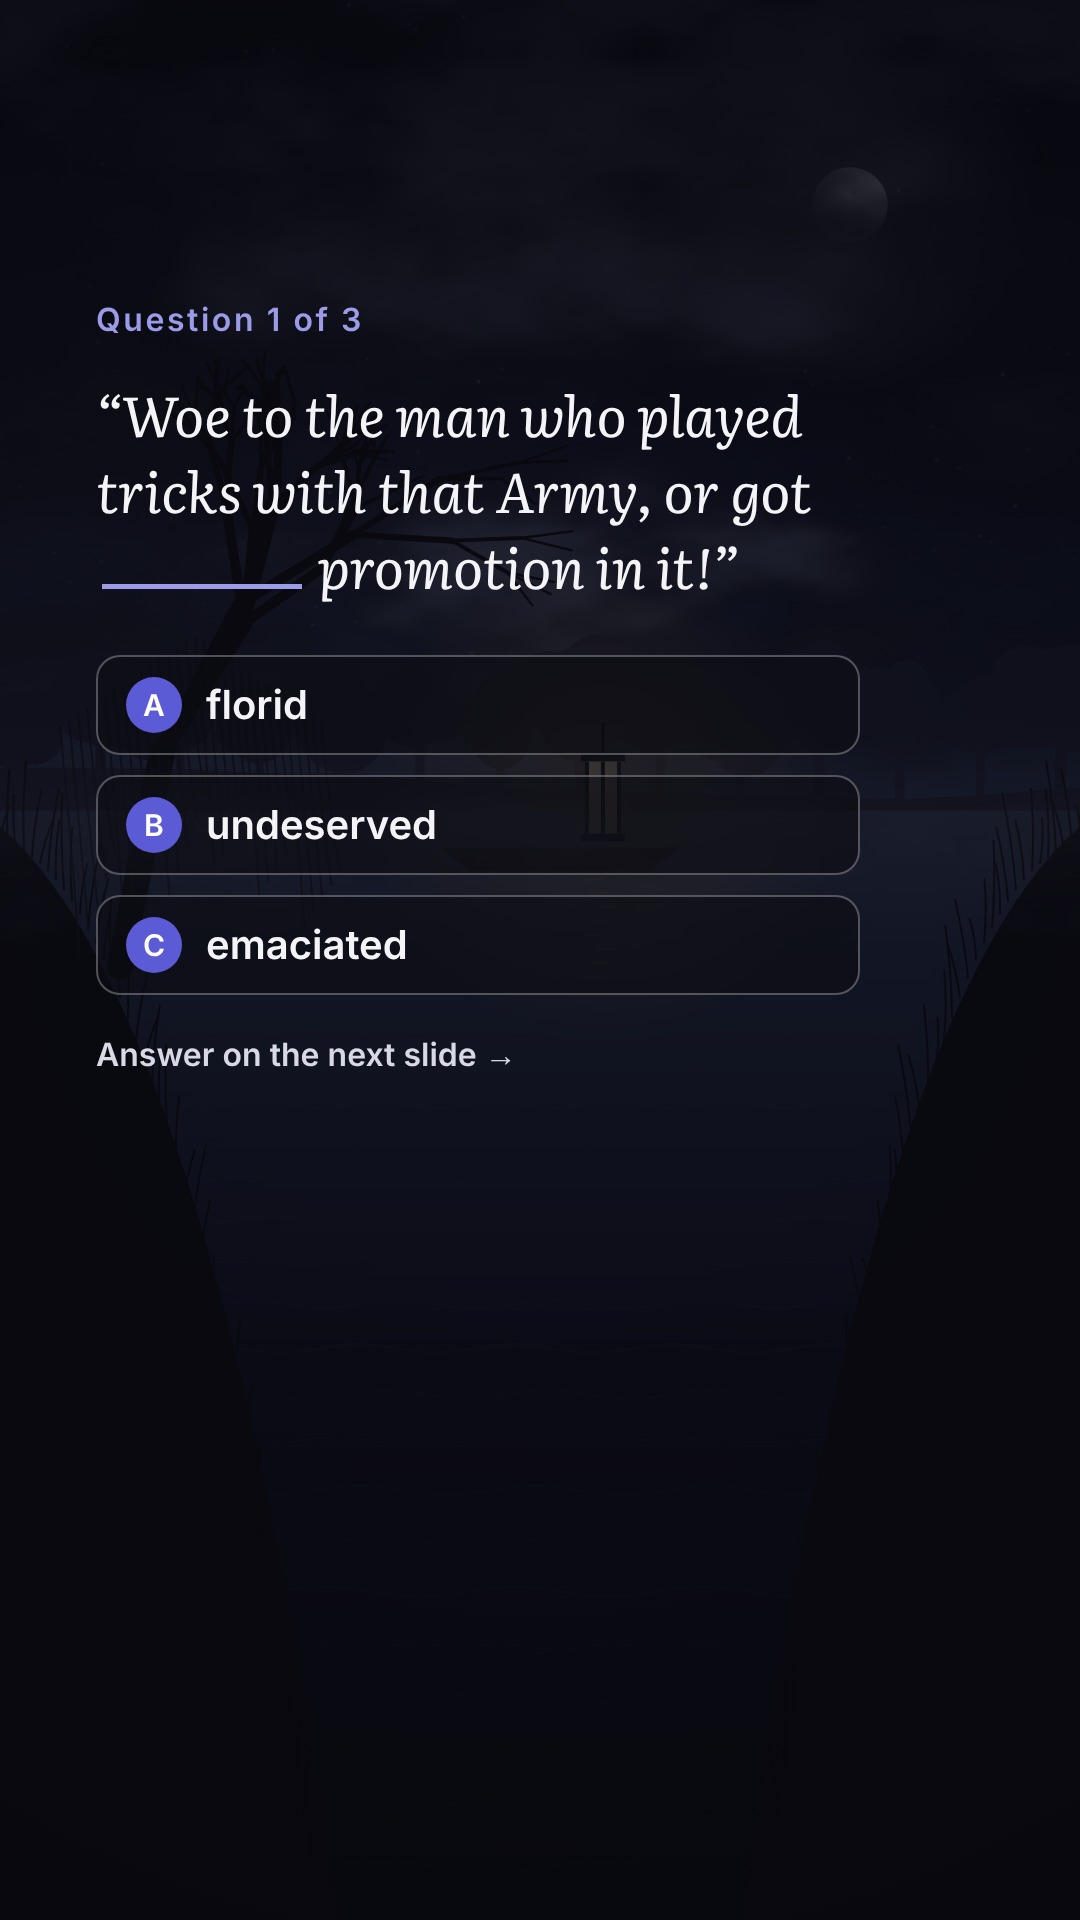 Question 1 of 3
“Woe to the man who played
tricks with that Army, or got
______ promotion in it!”
A florid
B undeserved
C emaciated
Answer on the next slide →